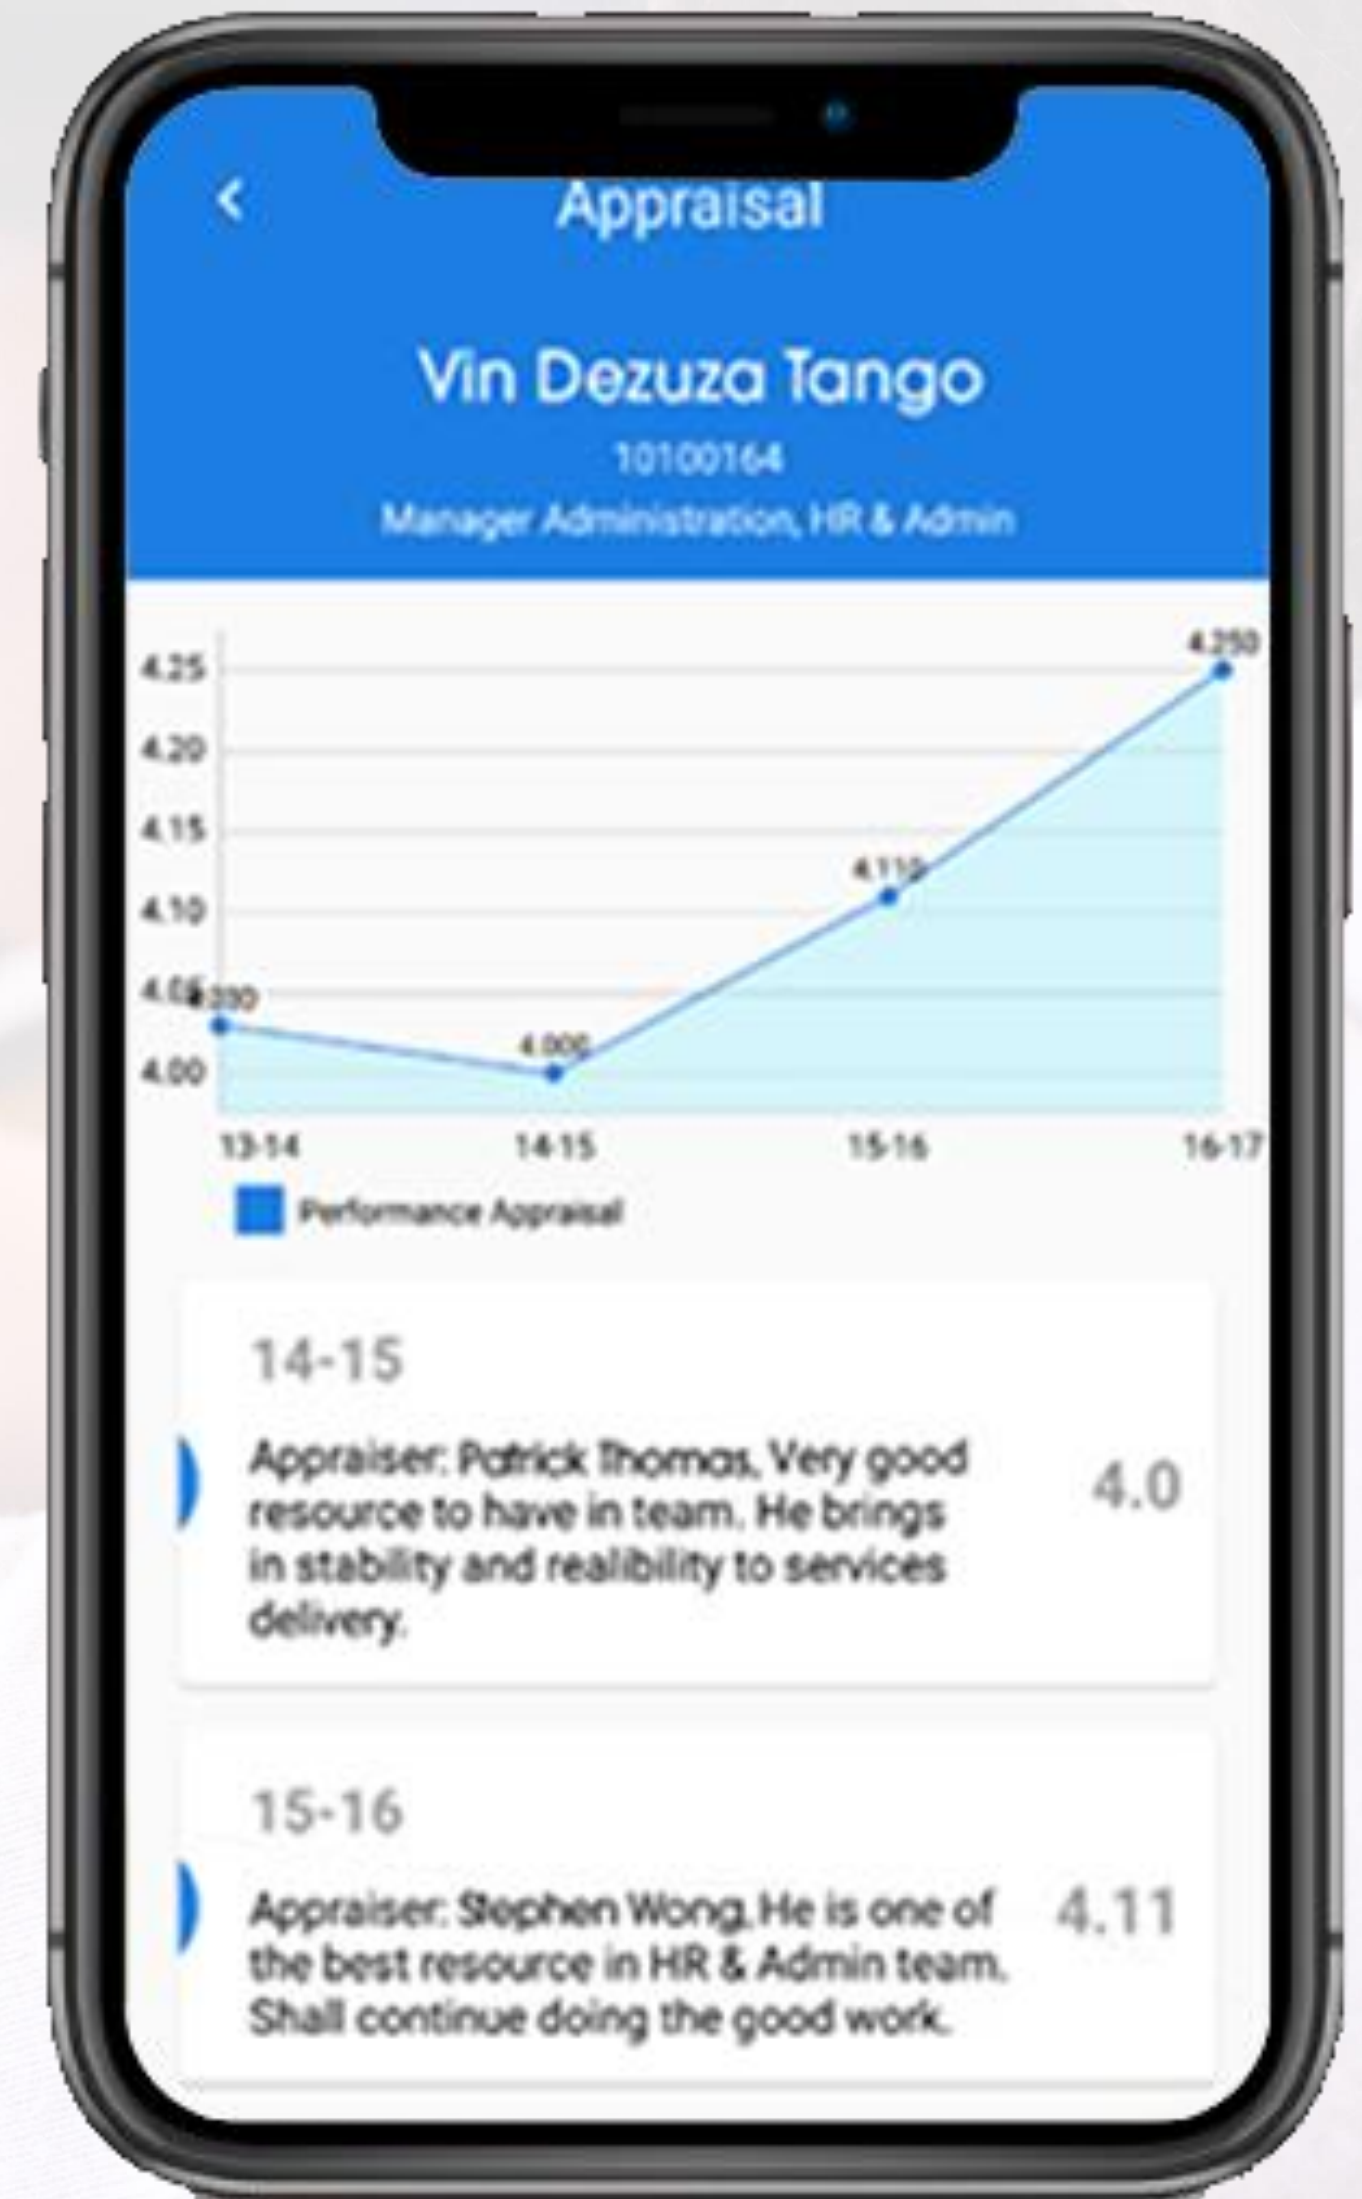 Appraisal
Vin Dezuza Tango
10100164
Manager Administration, HR & Admin
4.250
4.25
4.20
4.15
4.110
4.10
4.05
4.000
4.00
13-14
14-15
15-16
16-17
Performance Appraisal
14-15
Appraiser: Patrick Thomas, Very good
resource to have in team. He brings
in stability and realibility to services
delivery.
4.0
15-16
Appraiser: Stephen Wong, He is one of
the best resource in HR & Admin team.
Shall continue doing the good work.
4.11